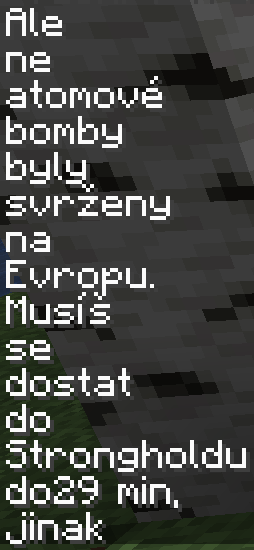 Ale
ne
atomové
bomby
byly
svrženy
na
Evropu.
Musíš
se
dostat
do
Strongholdu
do29 min,
jinak